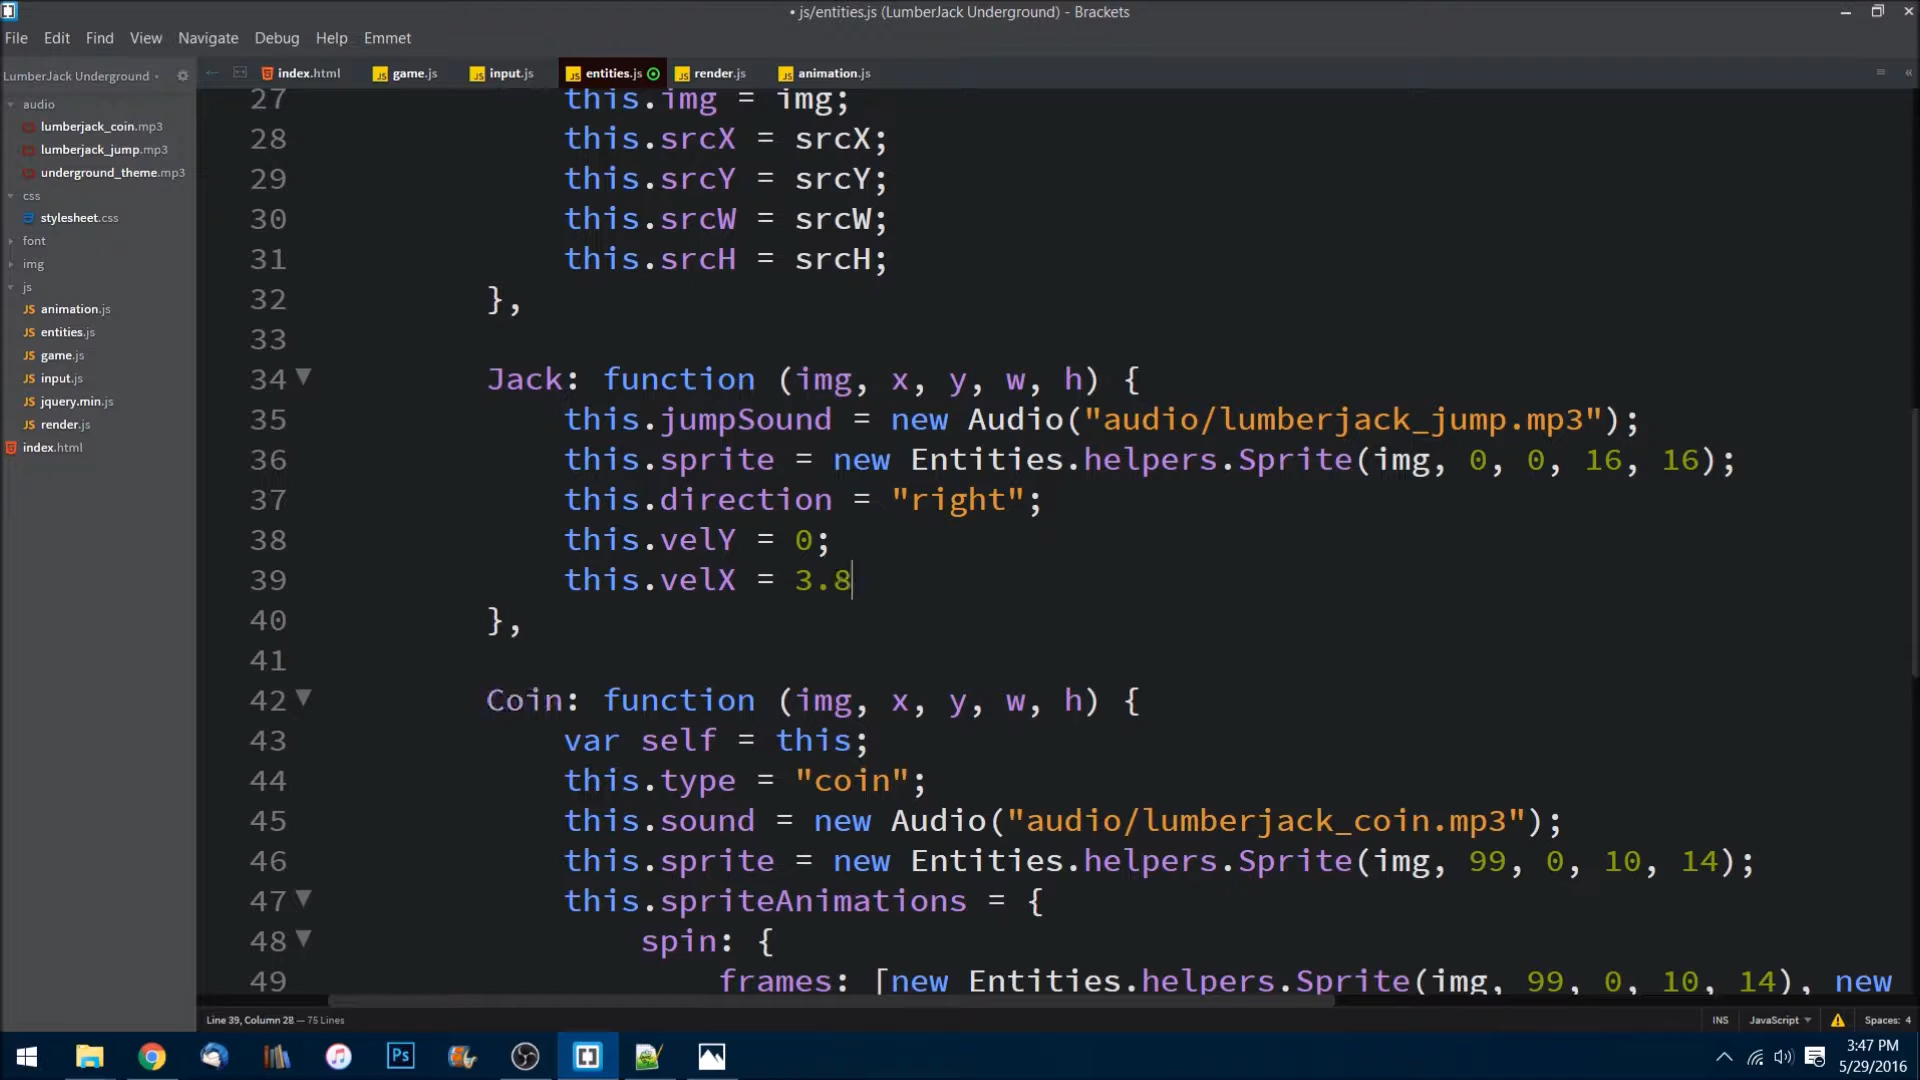 • js/entities.js (LumberJack Underground) - Brackets
File Edit Find View Navigate Debug Help Emmet
LumberJack Underground
index.html game.js input.js entities.js render.js animation.js
audio
lumberjack_coin.mp3
lumberjack_jump.mp3
underground_theme.mp3
css
stylesheet.css
font
img
js
JS animation.js
JS entities.js
JS game.js
JS input.js
JS jquery.min.js
JS render.js
index.html
27 this.img = img;
28 this.srcX = srcX;
29 this.srcY = srcY;
30 this.srcW = srcW;
31 this.srcH = srcH;
32 },
33
34 Jack: function (img, x, y, w, h) {
35 this.jumpSound = new Audio("audio/lumberjack_jump.mp3");
36 this.sprite = new Entities.helpers.Sprite(img, 0, 0, 16, 16);
37 this.direction = "right";
38 this.velY = 0;
39 this.velX = 3.8
40 },
41
42 Coin: function (img, x, y, w, h) {
43 var self = this;
44 this.type = "coin";
45 this.sound = new Audio("audio/lumberjack_coin.mp3");
46 this.sprite = new Entities.helpers.Sprite(img, 99, 0, 10, 14);
47 this.spriteAnimations = {
48 spin: {
49 frames: [new Entities.helpers.Sprite(img, 99, 0, 10, 14), new
Line 39, Column 28 — 75 Lines
INS JavaScript Spaces: 4
Ps
3:47 PM
5/29/2016